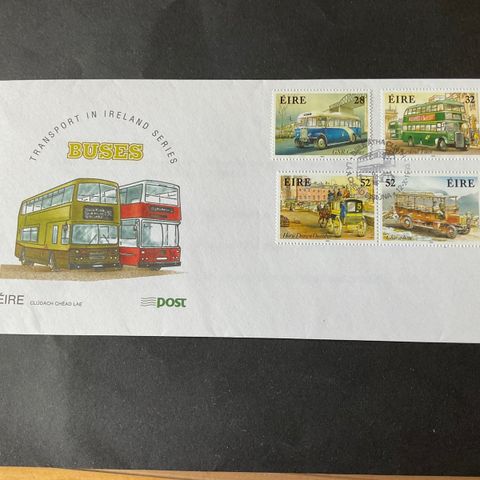 TRANSPORT IN IRELAND SERIES
BUSES
ÉIRE
CLÚDACH CHÉAD LAE
post
ÉIRE 28
ÉIRE 32
ÉIRE 52
52 ÉIRE